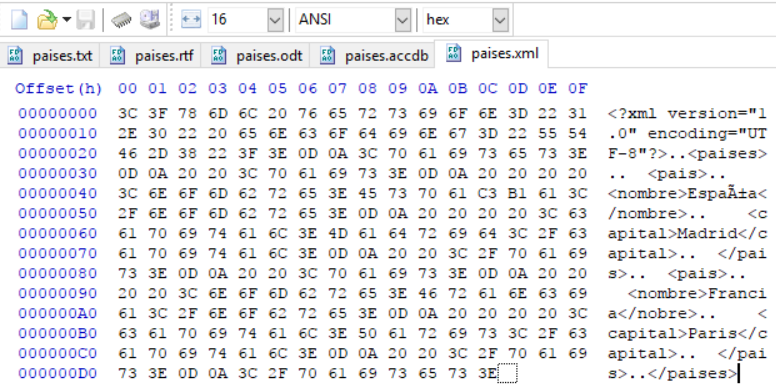 16 ANSI hex
paises.txt paises.rtf paises.odt paises.accdb paises.xml
Offset(h) 00 01 02 03 04 05 06 07 08 09 0A 0B 0C 0D 0E 0F
00000000 3C 3F 78 6D 6C 20 76 65 72 73 69 6F 6E 3D 22 31 <?xml version="1
00000010 2E 30 22 20 65 6E 63 6F 64 69 6E 67 3D 22 55 54 .0" encoding="UT
00000020 46 2D 38 22 3F 3E 0D 0A 3C 70 61 69 73 65 73 3E F-8"?>..<paises>
00000030 0D 0A 20 20 3C 70 61 69 73 3E 0D 0A 20 20 20 20 ..  <pais>..
00000040 3C 6E 6F 6D 62 72 65 3E 45 73 70 61 C3 B1 61 3C <nombre>EspaÃ±a<
00000050 2F 6E 6F 6D 62 72 65 3E 0D 0A 20 20 20 20 3C 63 /nombre>..    <c
00000060 61 70 69 74 61 6C 3E 4D 61 64 72 69 64 3C 2F 63 apital>Madrid</c
00000070 61 70 69 74 61 6C 3E 0D 0A 20 20 3C 2F 70 61 69 apital>..  </pai
00000080 73 3E 0D 0A 20 20 3C 70 61 69 73 3E 0D 0A 20 20 s>..  <pais>..
00000090 20 20 3C 6E 6F 6D 62 72 65 3E 46 72 61 6E 63 69   <nombre>Franci
000000A0 61 3C 2F 6E 6F 62 72 65 3E 0D 0A 20 20 20 20 3C a</nobre>..    <
000000B0 63 61 70 69 74 61 6C 3E 50 61 72 69 73 3C 2F 63 capital>Paris</c
000000C0 61 70 69 74 61 6C 3E 0D 0A 20 20 3C 2F 70 61 69 apital>..  </pai
000000D0 73 3E 0D 0A 3C 2F 70 61 69 73 65 73 3E s>..</paises>